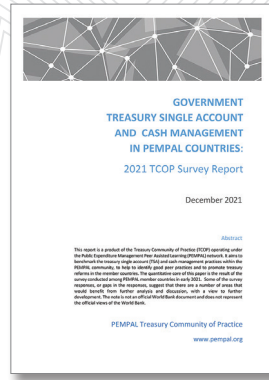 GOVERNMENT
TREASURY SINGLE ACCOUNT
AND CASH MANAGEMENT
IN PEMPAL COUNTRIES:
2021 TCOP Survey Report
December 2021
Abstract
This report is a product of the Treasury Community of Practice (TCOP) operating under
the Public Expenditure Management Peer Assisted Learning (PEMPAL) network. It aims to
benchmark the treasury single account (TSA) and cash management practices within the
PEMPAL community, to help to identify good peer practices and to promote treasury
reforms in the member countries. The quantitative core of this paper is the result of the
survey conducted among PEMPAL member countries in early 2021. Some of the survey
responses, or gaps in the responses, suggest that there are a number of areas that
would benefit from further analysis and discussion, with a view to further
development. The note is not an official World Bank document and does not represent
the official views of the World Bank.
PEMPAL Treasury Community of Practice
www.pempal.org